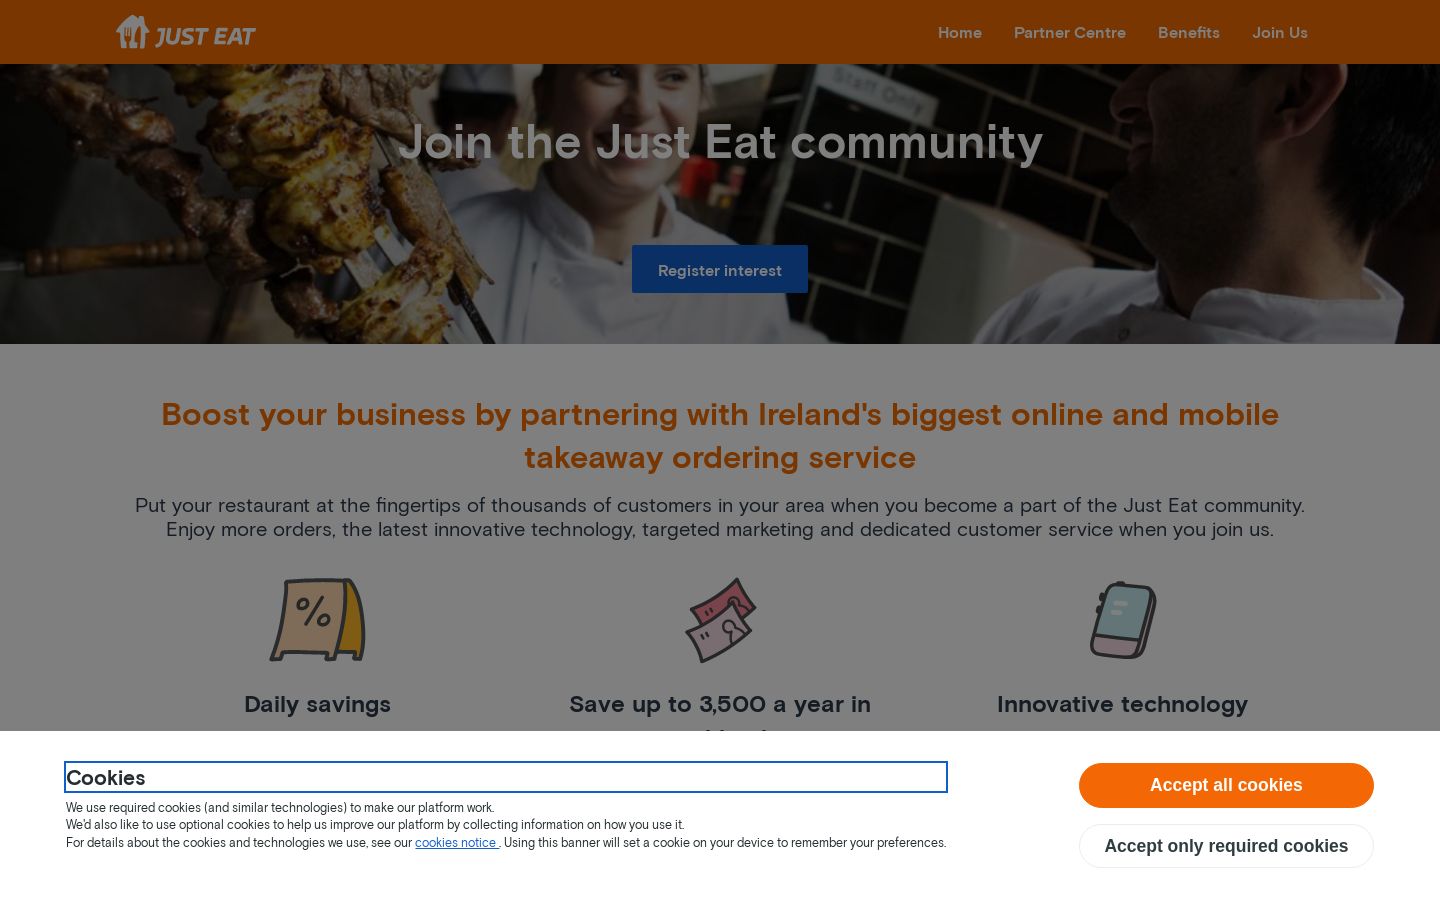 JUST EAT
Home
Partner Centre
Benefits
Join Us
Staff Only
Join the Just Eat community
Register interest
Boost your business by partnering with Ireland's biggest online and mobile
takeaway ordering service
Put your restaurant at the fingertips of thousands of customers in your area when you become a part of the Just Eat community.
Enjoy more orders, the latest innovative technology, targeted marketing and dedicated customer service when you join us.
%
Daily savings
Save up to 3,500 a year in
Innovative technology
Cookies
We use required cookies (and similar technologies) to make our platform work.
We'd also like to use optional cookies to help us improve our platform by collecting information on how you use it.
For details about the cookies and technologies we use, see our cookies notice . Using this banner will set a cookie on your device to remember your preferences.
Accept all cookies
Accept only required cookies